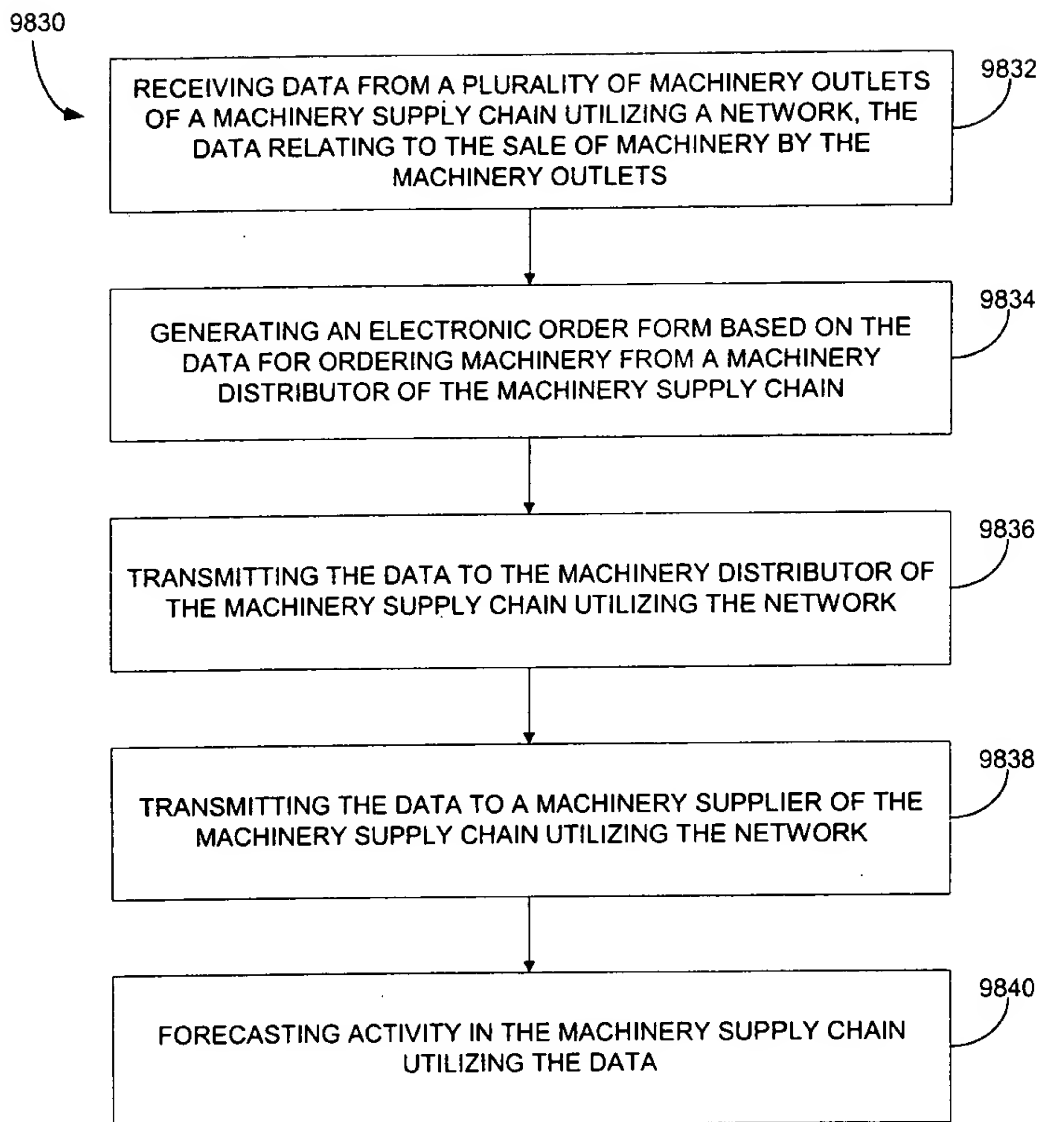 9830
RECEIVING DATA FROM A PLURALITY OF MACHINERY OUTLETS
OF A MACHINERY SUPPLY CHAIN UTILIZING A NETWORK, THE
DATA RELATING TO THE SALE OF MACHINERY BY THE
MACHINERY OUTLETS
9832
GENERATING AN ELECTRONIC ORDER FORM BASED ON THE
DATA FOR ORDERING MACHINERY FROM A MACHINERY
DISTRIBUTOR OF THE MACHINERY SUPPLY CHAIN
9834
TRANSMITTING THE DATA TO THE MACHINERY DISTRIBUTOR OF
THE MACHINERY SUPPLY CHAIN UTILIZING THE NETWORK
9836
TRANSMITTING THE DATA TO A MACHINERY SUPPLIER OF THE
MACHINERY SUPPLY CHAIN UTILIZING THE NETWORK
9838
FORECASTING ACTIVITY IN THE MACHINERY SUPPLY CHAIN
UTILIZING THE DATA
9840